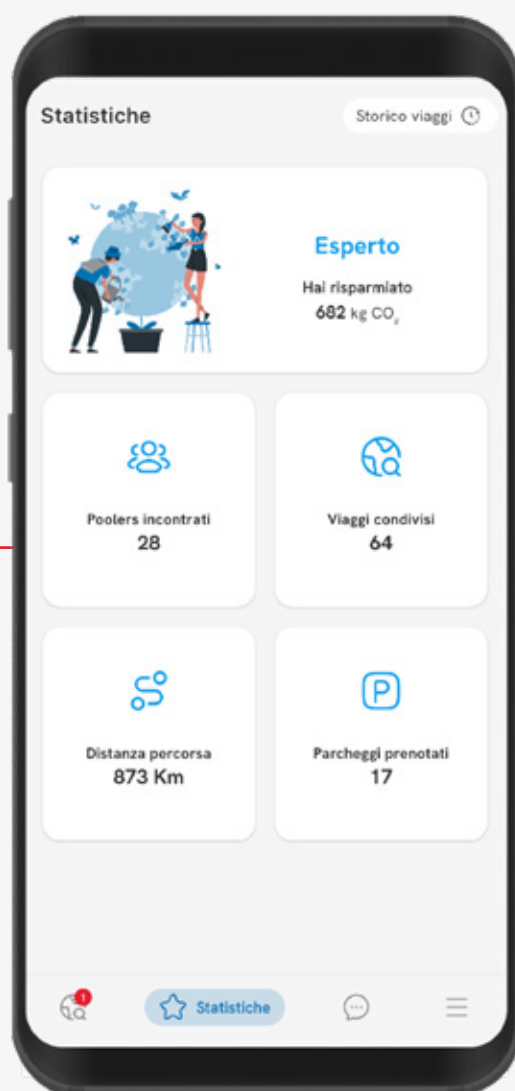 Statistiche
Storico viaggi
Esperto
Hai risparmiato
682 kg CO₂
Poolers incontrati
28
Viaggi condivisi
64
Distanza percorsa
873 Km
P
Parcheggi prenotati
17
1
Statistiche